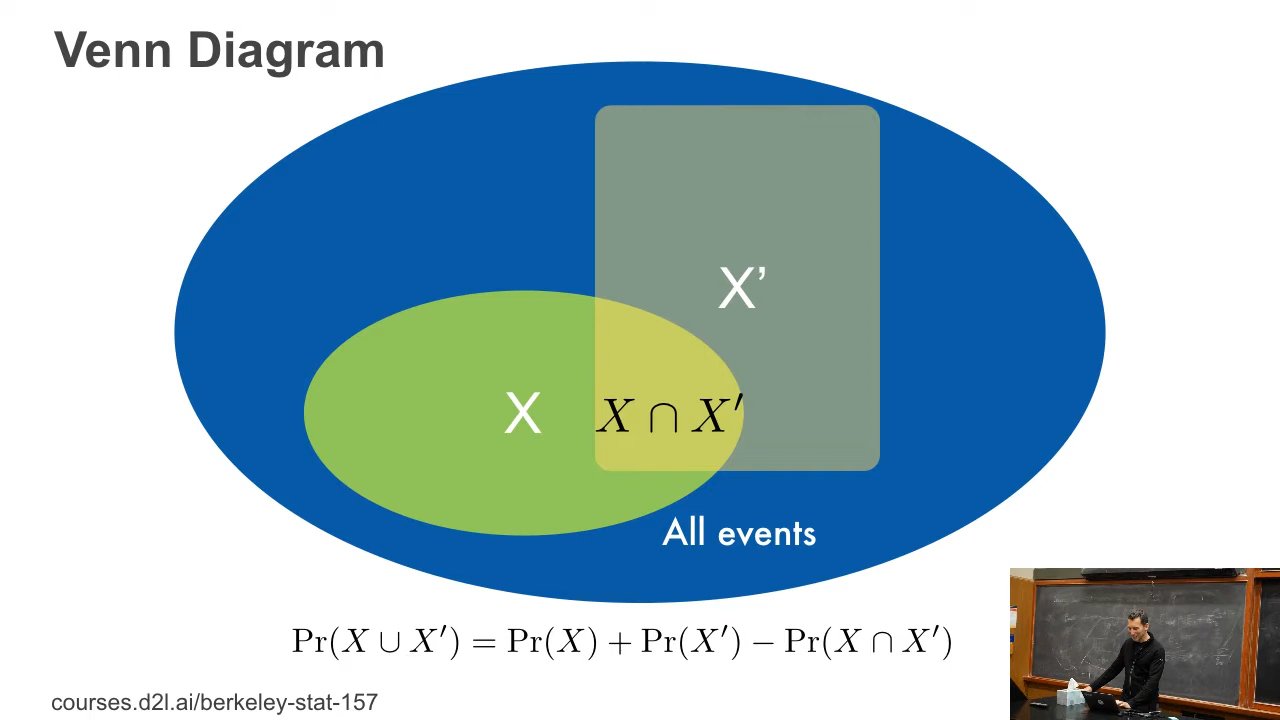 Venn Diagram
X’
X
X ∩ X′
All events
Pr(X ∪ X′) = Pr(X) + Pr(X′) − Pr(X ∩ X′)
courses.d2l.ai/berkeley-stat-157